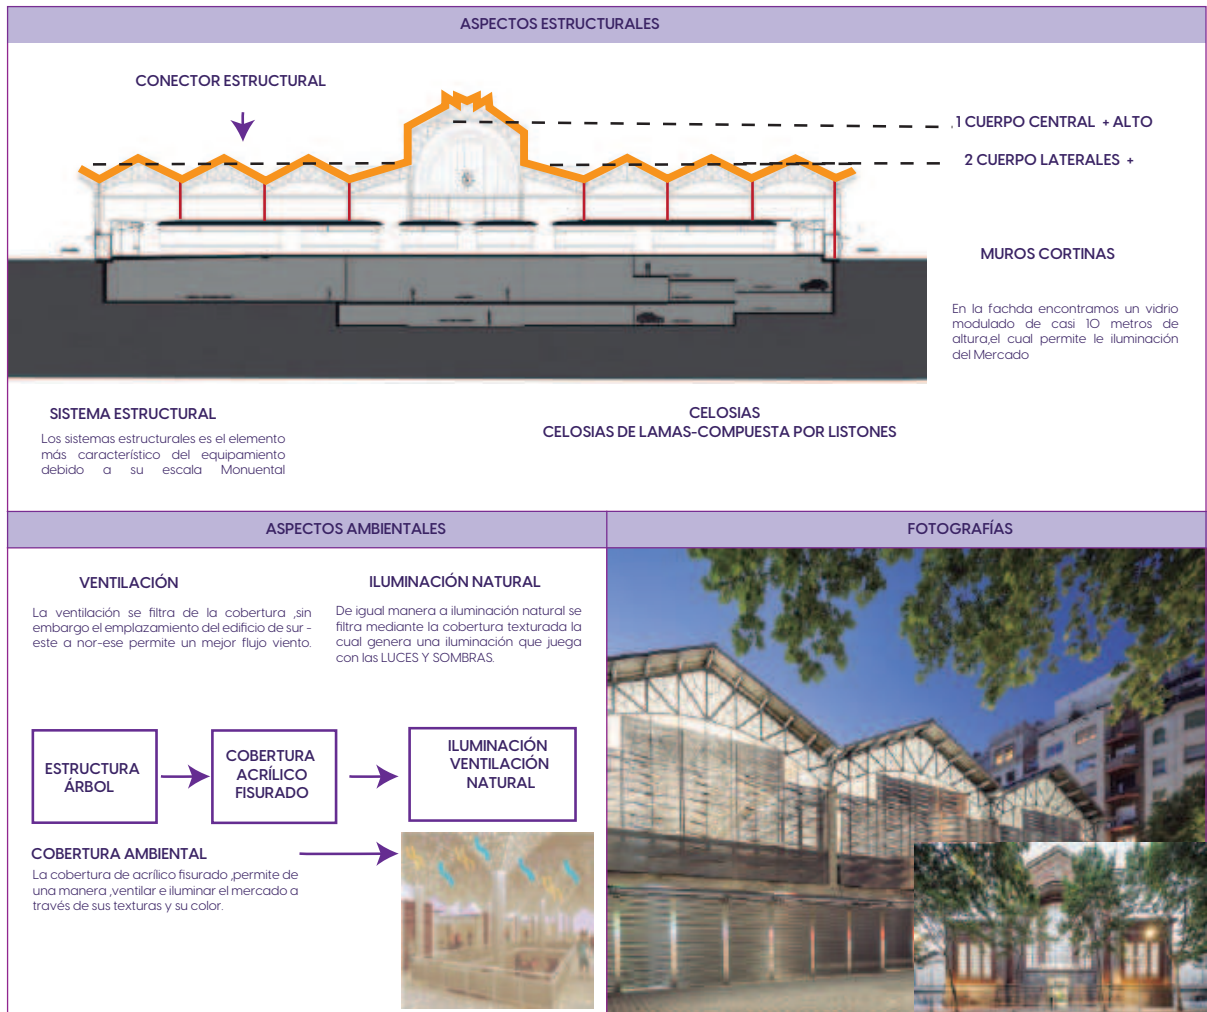 ASPECTOS ESTRUCTURALES
CONECTOR ESTRUCTURAL
1 CUERPO CENTRAL + ALTO
2 CUERPO LATERALES +
MUROS CORTINAS
En la fachda encontramos un vidrio
modulado de casi 10 metros de
altura,el cual permite le iluminación
del Mercado
SISTEMA ESTRUCTURAL
Los sistemas estructurales es el elemento
más característico del equipamiento
debido a su escala Monuental
CELOSIAS
CELOSIAS DE LAMAS-COMPUESTA POR LISTONES
ASPECTOS AMBIENTALES
VENTILACIÓN
La ventilación se filtra de la cobertura ,sin
embargo el emplazamiento del edificio de sur -
este a nor-ese permite un mejor flujo viento.
ILUMINACIÓN NATURAL
De igual manera a iluminación natural se
filtra mediante la cobertura texturada la
cual genera una iluminación que juega
con las LUCES Y SOMBRAS.
ESTRUCTURA
ÁRBOL
COBERTURA
ACRÍLICO
FISURADO
ILUMINACIÓN
VENTILACIÓN
NATURAL
COBERTURA AMBIENTAL
La cobertura de acrílico fisurado ,permite de
una manera ,ventilar e iluminar el mercado a
través de sus texturas y su color.
FOTOGRAFÍAS